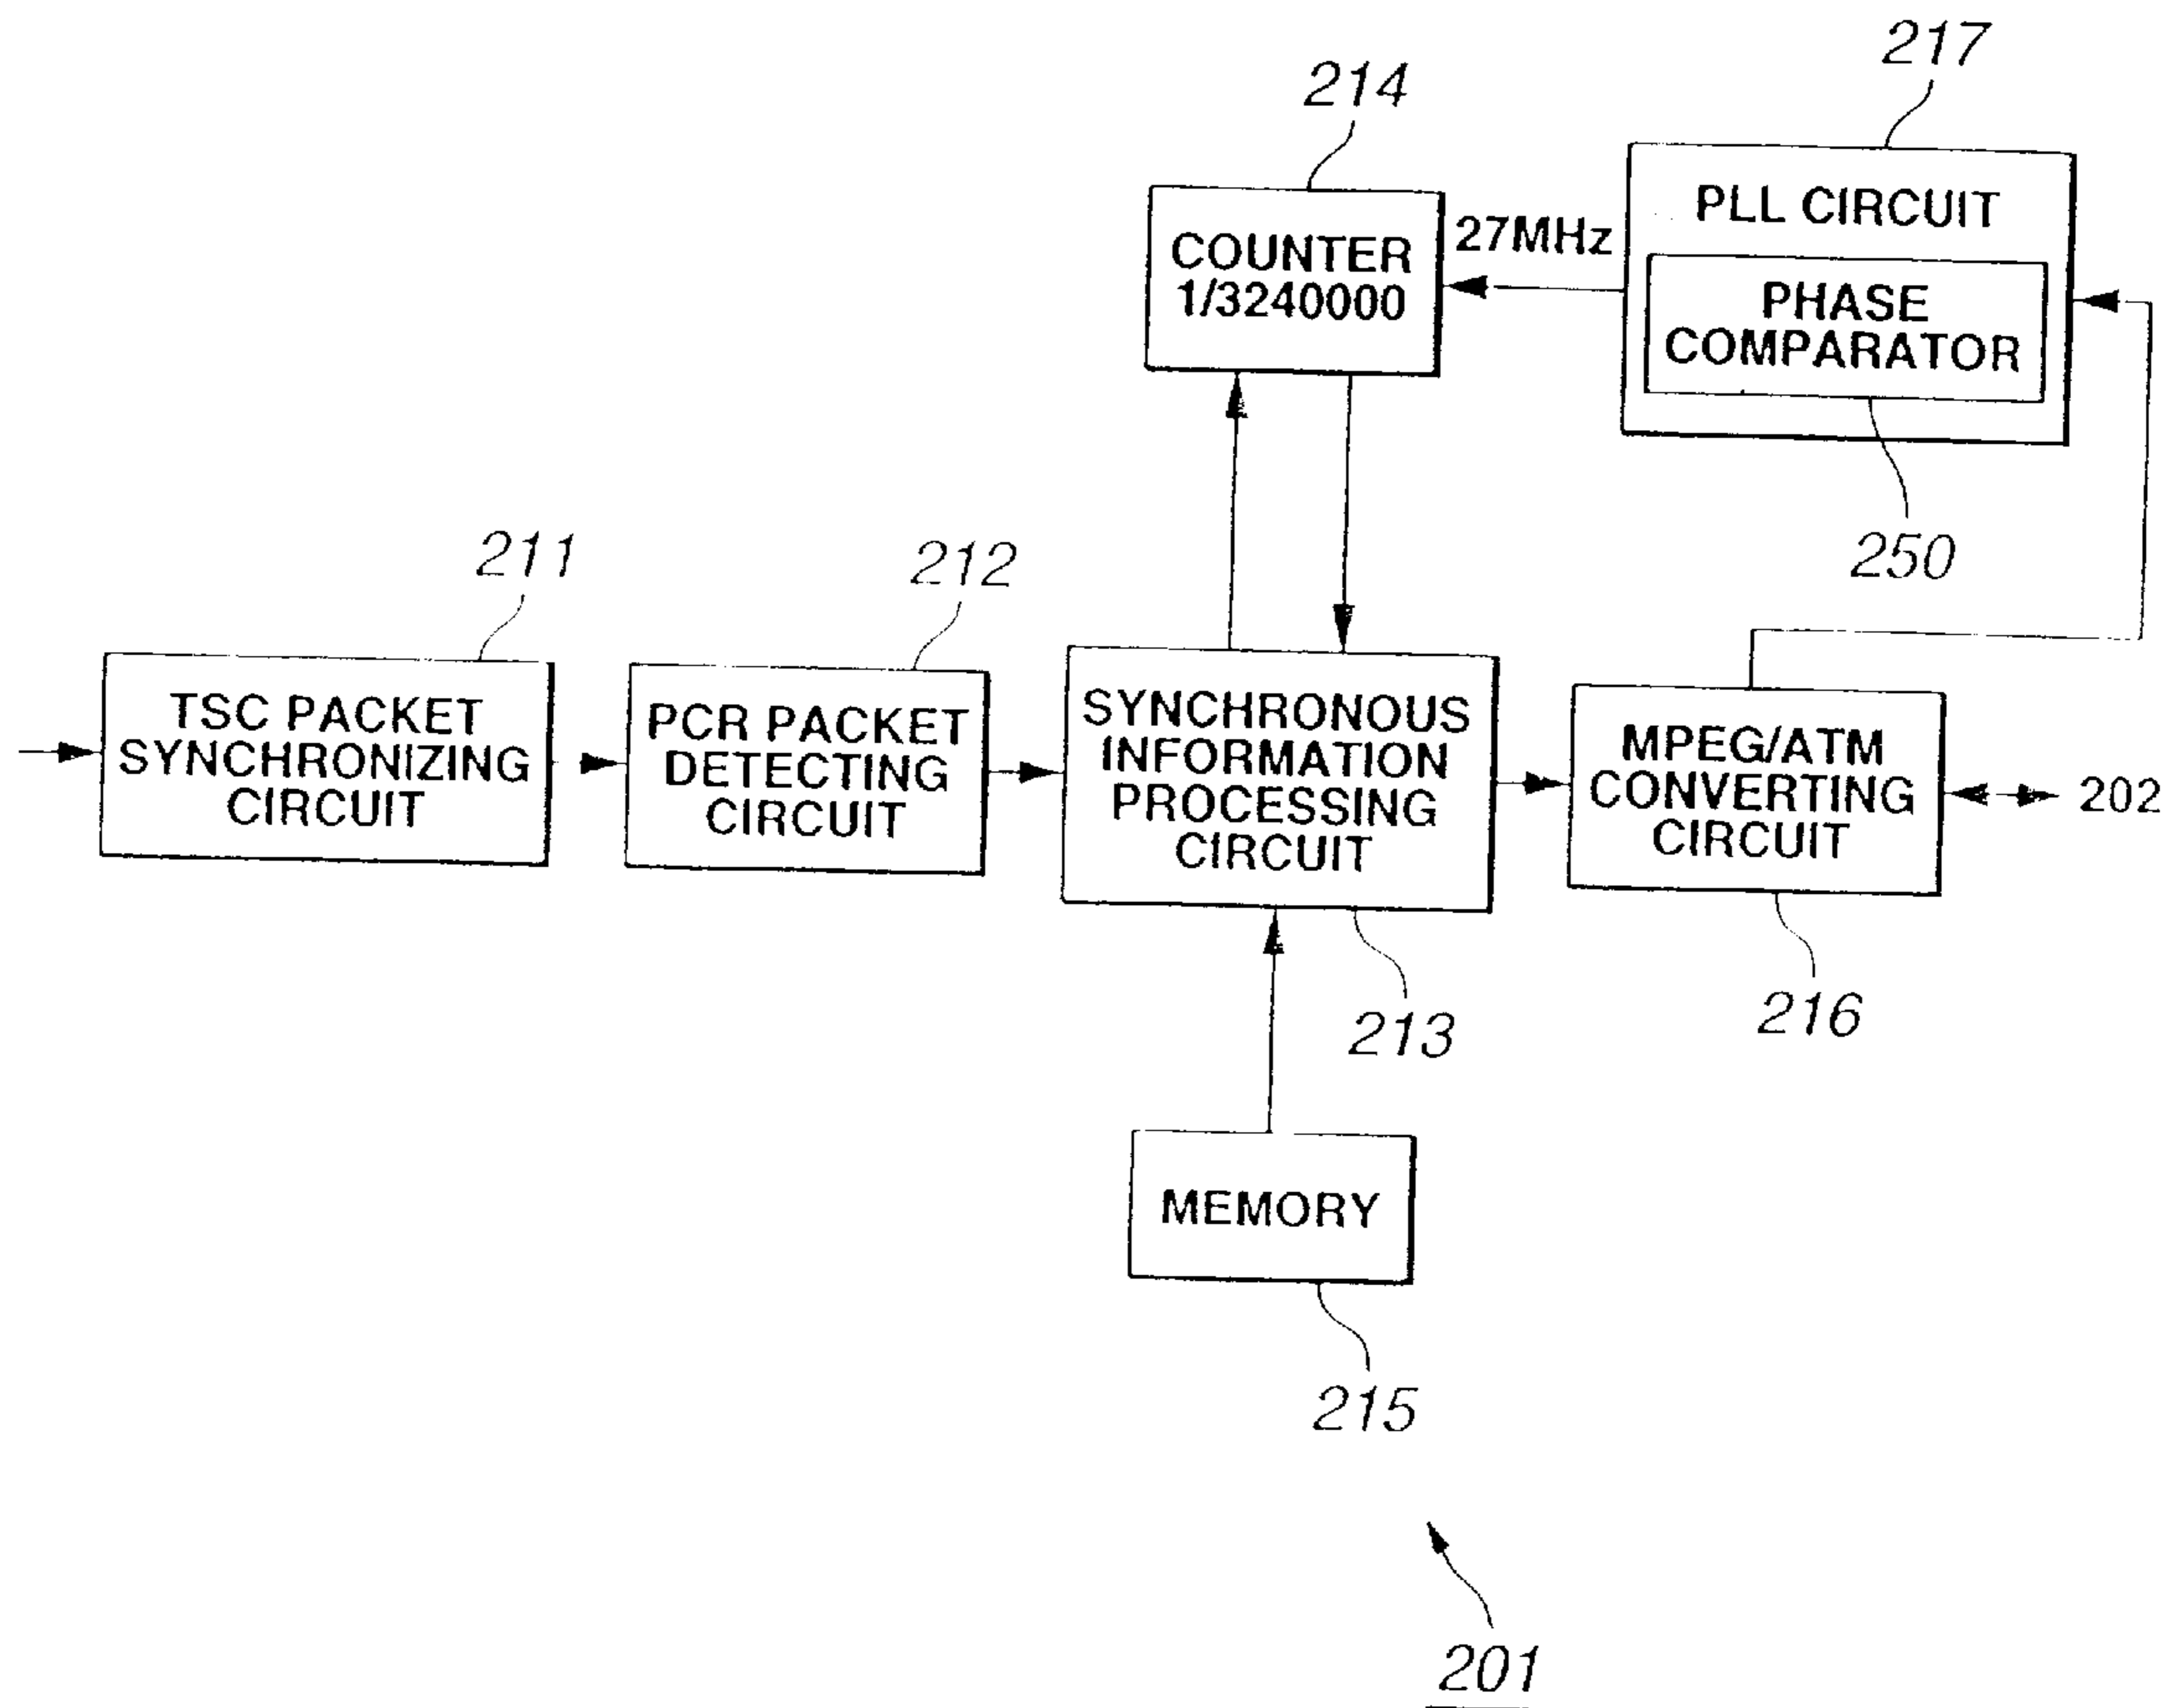 217
214
PLL CIRCUIT
COUNTER
1/3240000
27MHz
PHASE
COMPARATOR
250
211
212
TSC PACKET
SYNCHRONIZING
CIRCUIT
PCR PACKET
DETECTING
CIRCUIT
SYNCHRONOUS
INFORMATION
PROCESSING
CIRCUIT
MPEG/ATM
CONVERTING
CIRCUIT
202
213
216
MEMORY
215
201